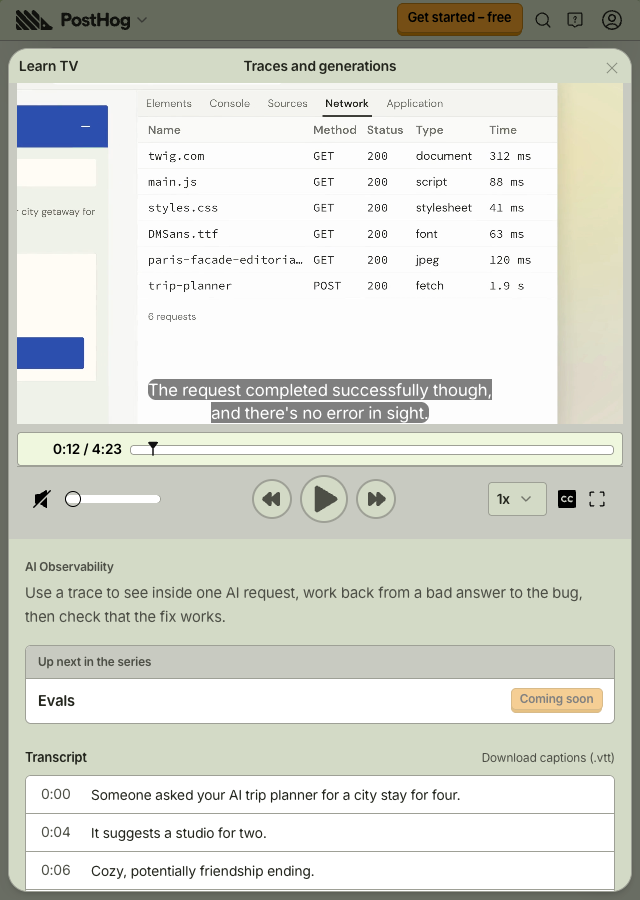 PostHog
Get started – free
Learn TV
Traces and generations
Elements Console Sources Network Application
Name Method Status Type Time
twig.com GET 200 document 312 ms
main.js GET 200 script 88 ms
styles.css GET 200 stylesheet 41 ms
DMSans.ttf GET 200 font 63 ms
paris-facade-editoria… GET 200 jpeg 120 ms
trip-planner POST 200 fetch 1.9 s
r city getaway for
6 requests
The request completed successfully though,
and there's no error in sight.
0:12 / 4:23
1x
CC
AI Observability
Use a trace to see inside one AI request, work back from a bad answer to the bug,
then check that the fix works.
Up next in the series
Evals
Coming soon
Transcript
Download captions (.vtt)
0:00 Someone asked your AI trip planner for a city stay for four.
0:04 It suggests a studio for two.
0:06 Cozy, potentially friendship ending.